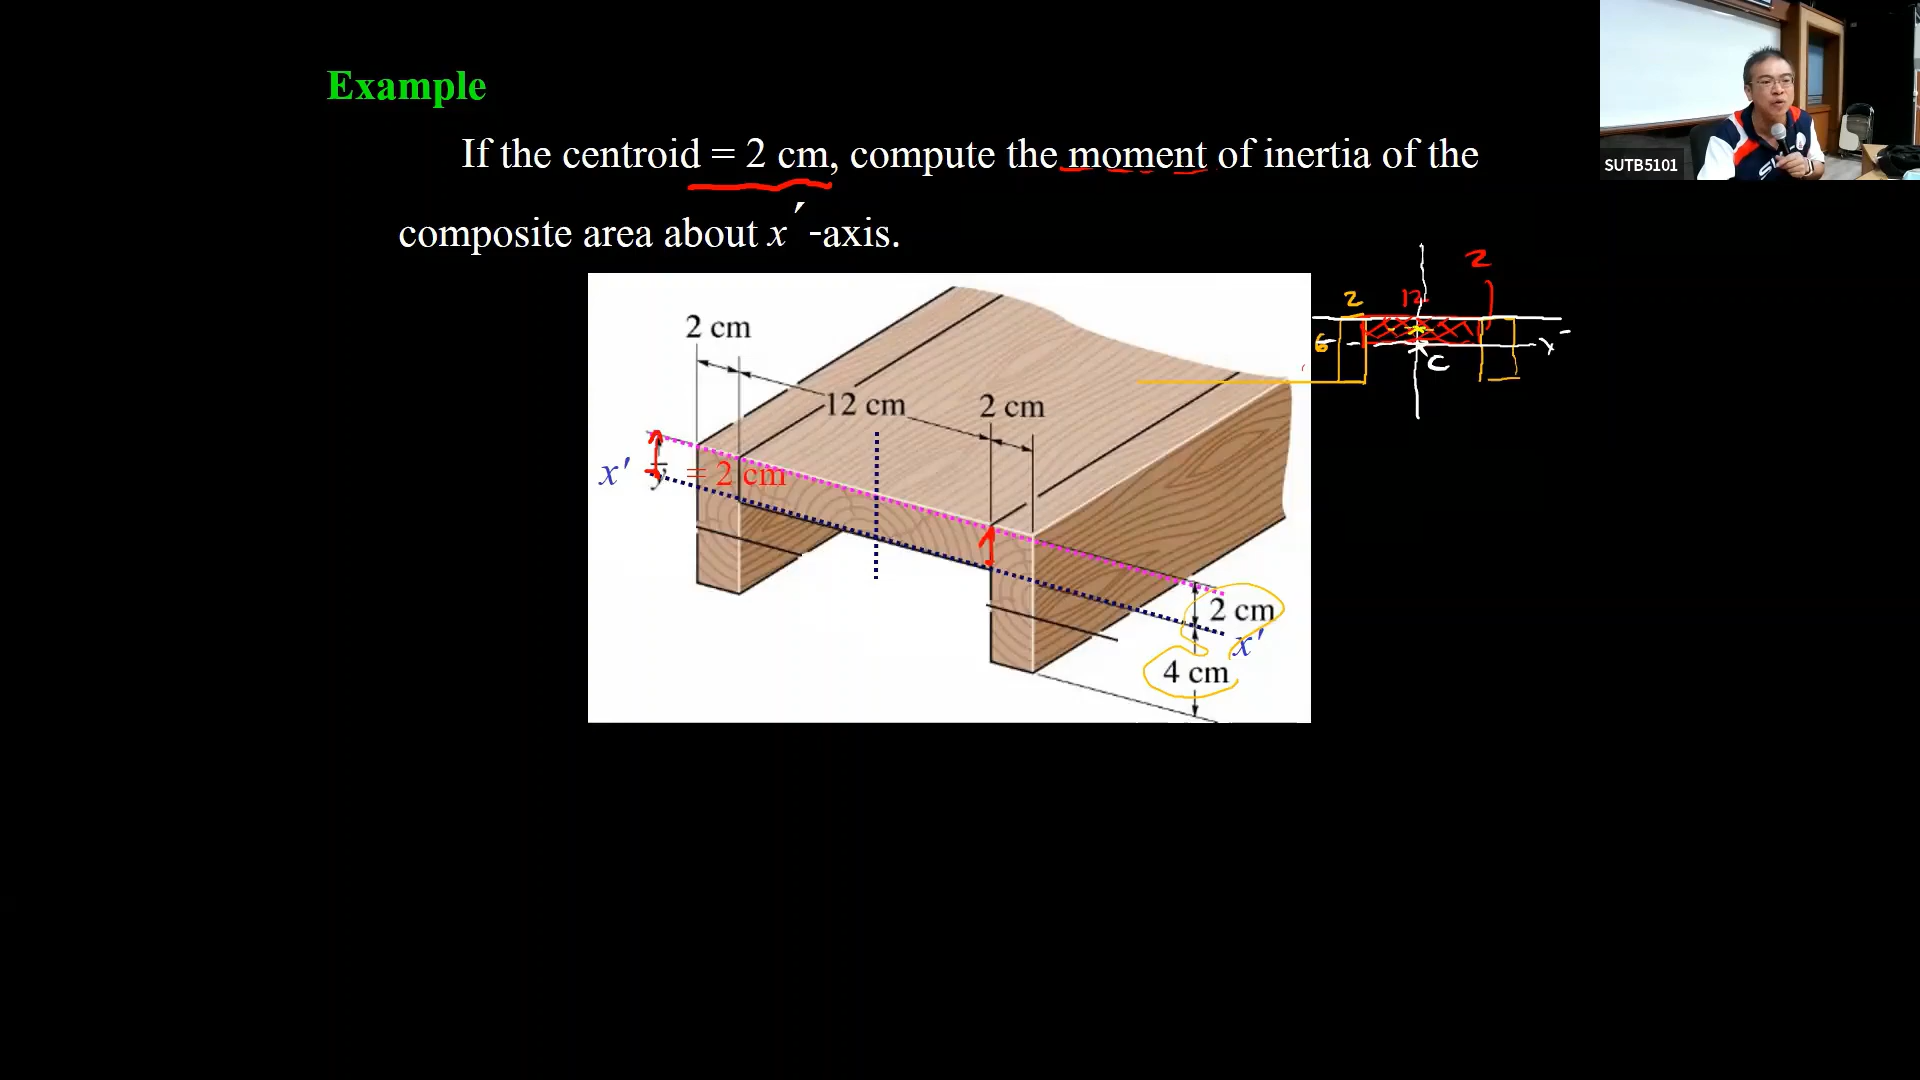 Example
If the centroid = 2 cm, compute the moment of inertia of the
composite area about x′-axis.
SUTB5101
2
2
12
6
x′
C
2 cm
12 cm
2 cm
x′ y̅ = 2 cm
2 cm
x′
4 cm